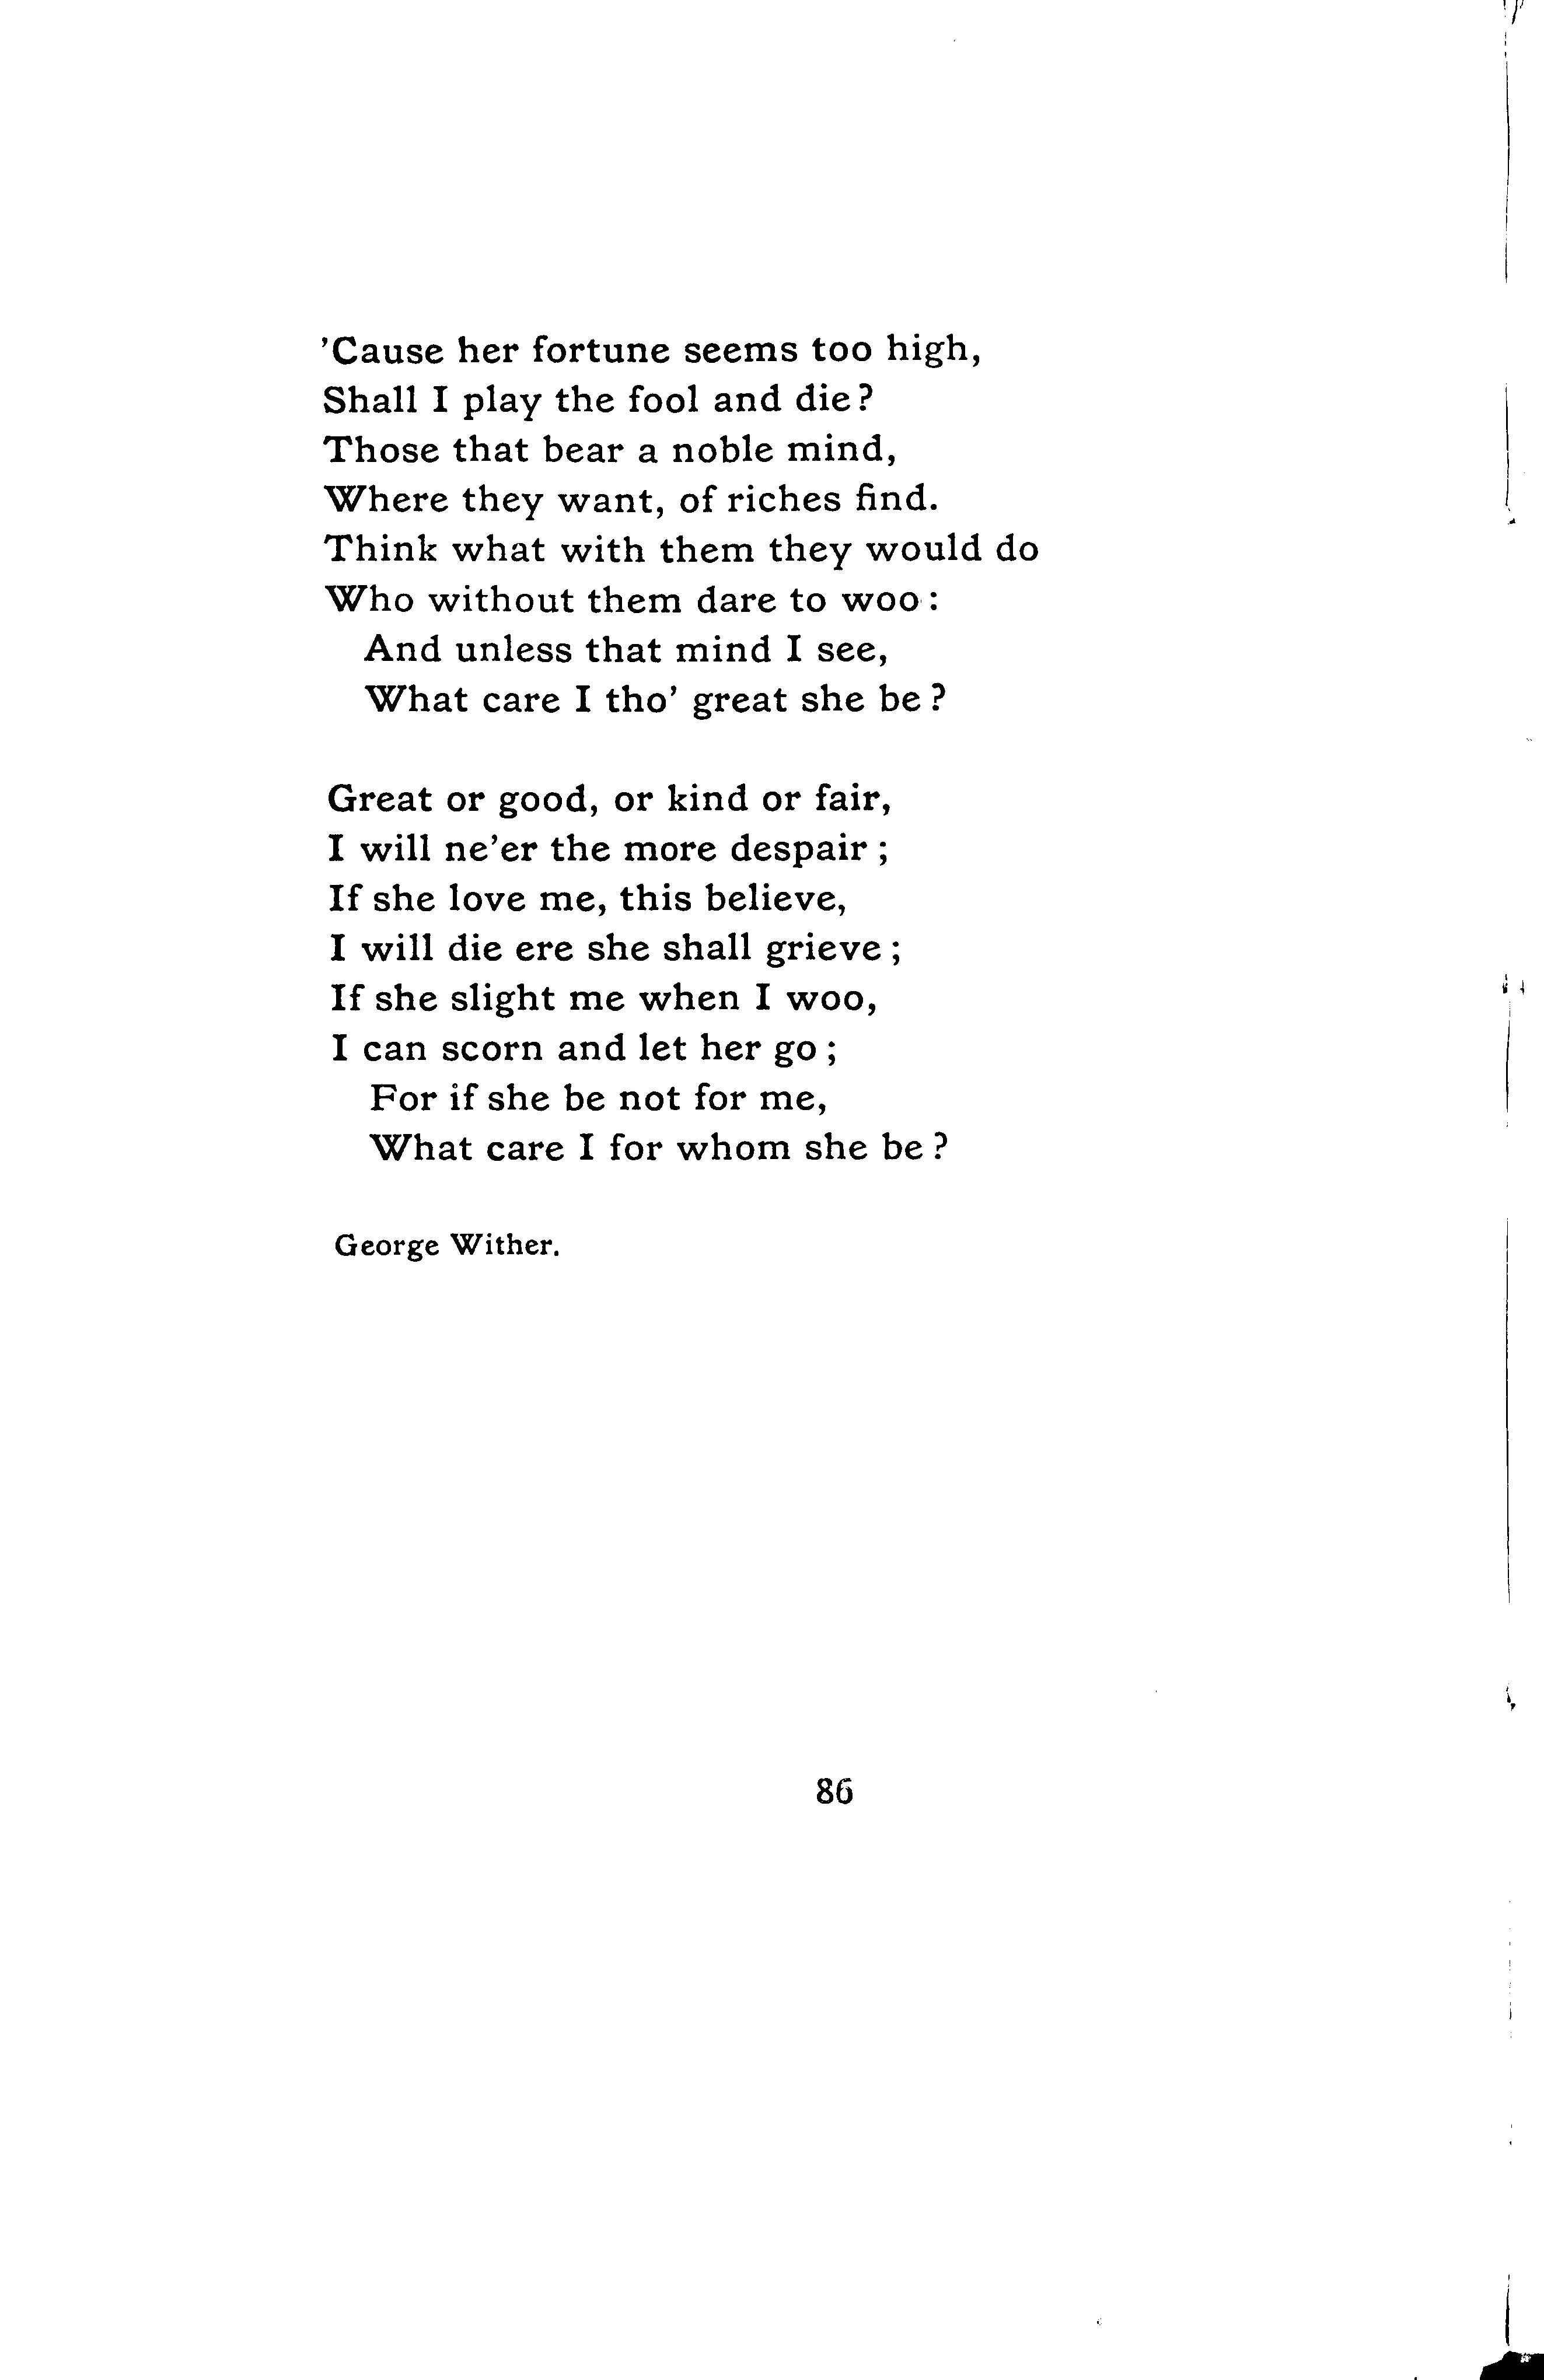 ’Cause her fortune seems too high,
Shall I play the fool and die?
Those that bear a noble mind,
Where they want, of riches find.
Think what with them they would do
Who without them dare to woo:
And unless that mind I see,
What care I tho’ great she be?
Great or good, or kind or fair,
I will ne’er the more despair;
If she love me, this believe,
I will die ere she shall grieve;
If she slight me when I woo,
I can scorn and let her go;
For if she be not for me,
What care I for whom she be?
George Wither.
86